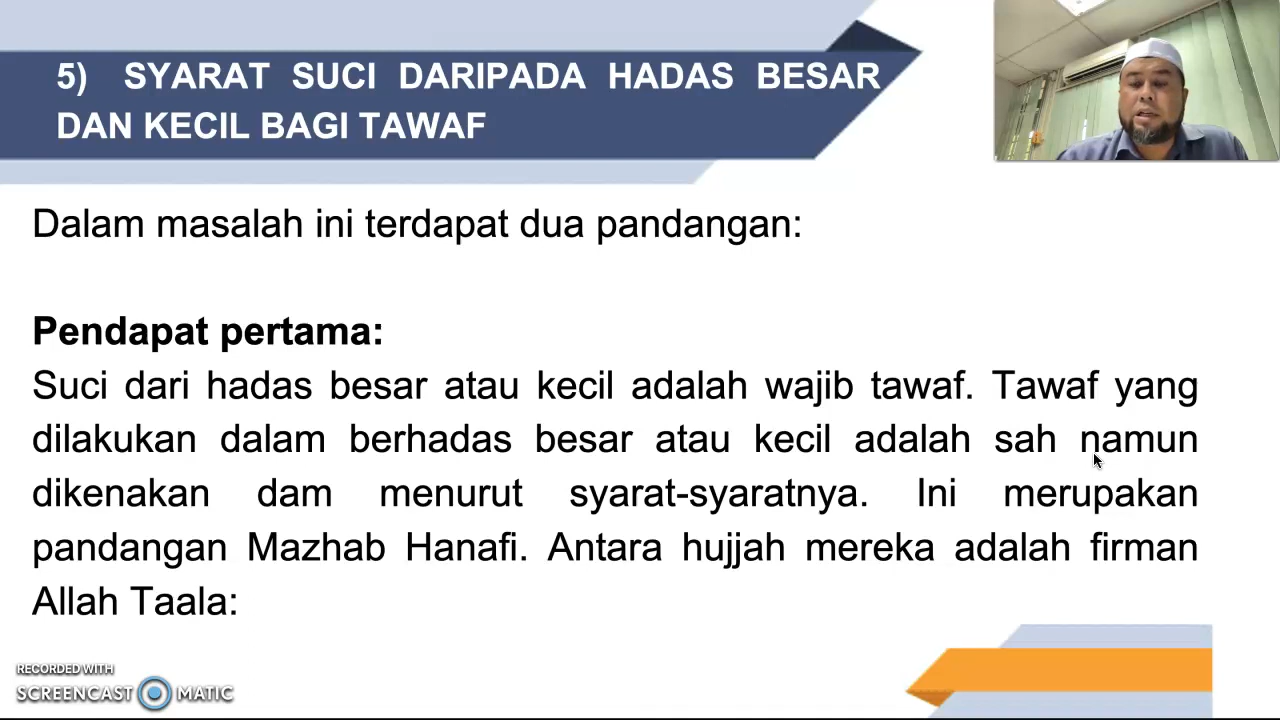 5) SYARAT SUCI DARIPADA HADAS BESAR
DAN KECIL BAGI TAWAF
Dalam masalah ini terdapat dua pandangan:
Pendapat pertama:
Suci dari hadas besar atau kecil adalah wajib tawaf. Tawaf yang
dilakukan dalam berhadas besar atau kecil adalah sah namun
dikenakan dam menurut syarat-syaratnya. Ini merupakan
pandangan Mazhab Hanafi. Antara hujjah mereka adalah firman
Allah Taala:
RECORDED WITH
SCREENCAST MATIC